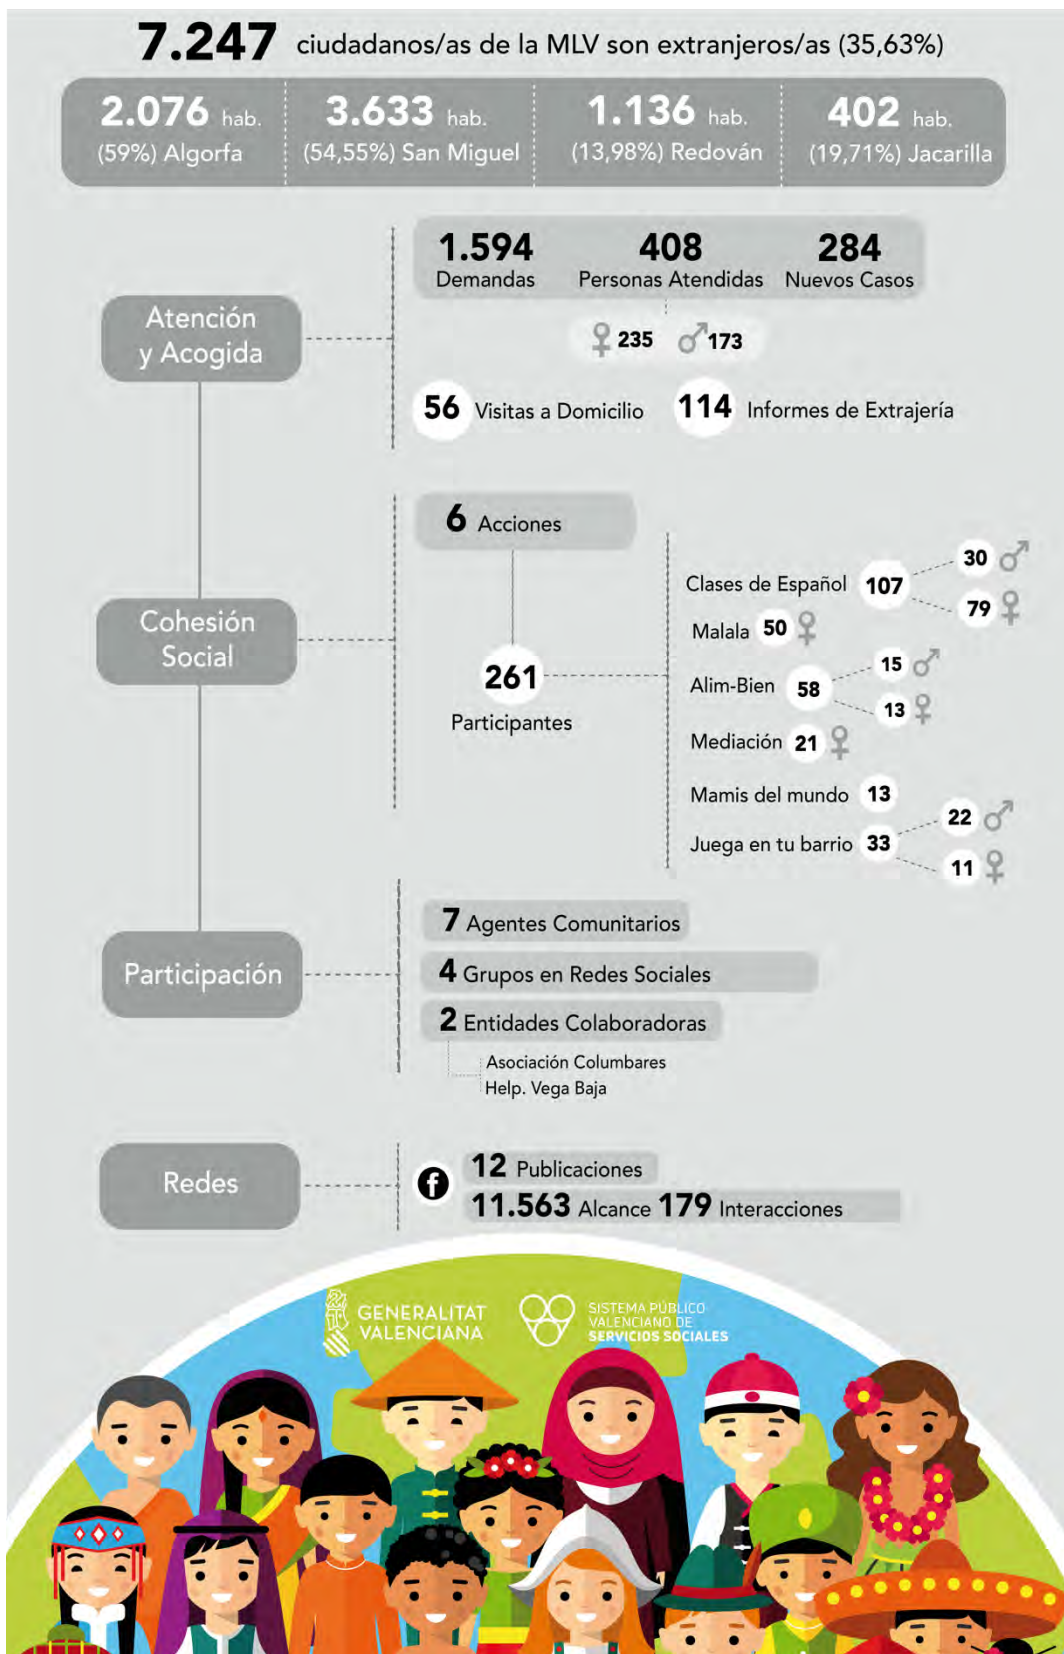 7.247 ciudadanos/as de la MLV son extranjeros/as (35,63%)
2.076 hab.
(59%) Algorfa
3.633 hab.
(54,55%) San Miguel
1.136 hab.
(13,98%) Redován
402 hab.
(19,71%) Jacarilla
Atención
y Acogida
1.594
Demandas
408
Personas Atendidas
284
Nuevos Casos
235
173
56 Visitas a Domicilio
114 Informes de Extrajería
Cohesión
Social
6 Acciones
261
Participantes
Clases de Español 107
30
79
Malala 50
Alim-Bien 58
15
13
Mediación 21
Mamis del mundo 13
Juega en tu barrio 33
22
11
Participación
7 Agentes Comunitarios
4 Grupos en Redes Sociales
2 Entidades Colaboradoras
Asociación Columbares
Help. Vega Baja
Redes
f
12 Publicaciones
11.563 Alcance 179 Interacciones
GENERALITAT
VALENCIANA
SISTEMA PÚBLICO
VALENCIANO DE
SERVICIOS SOCIALES